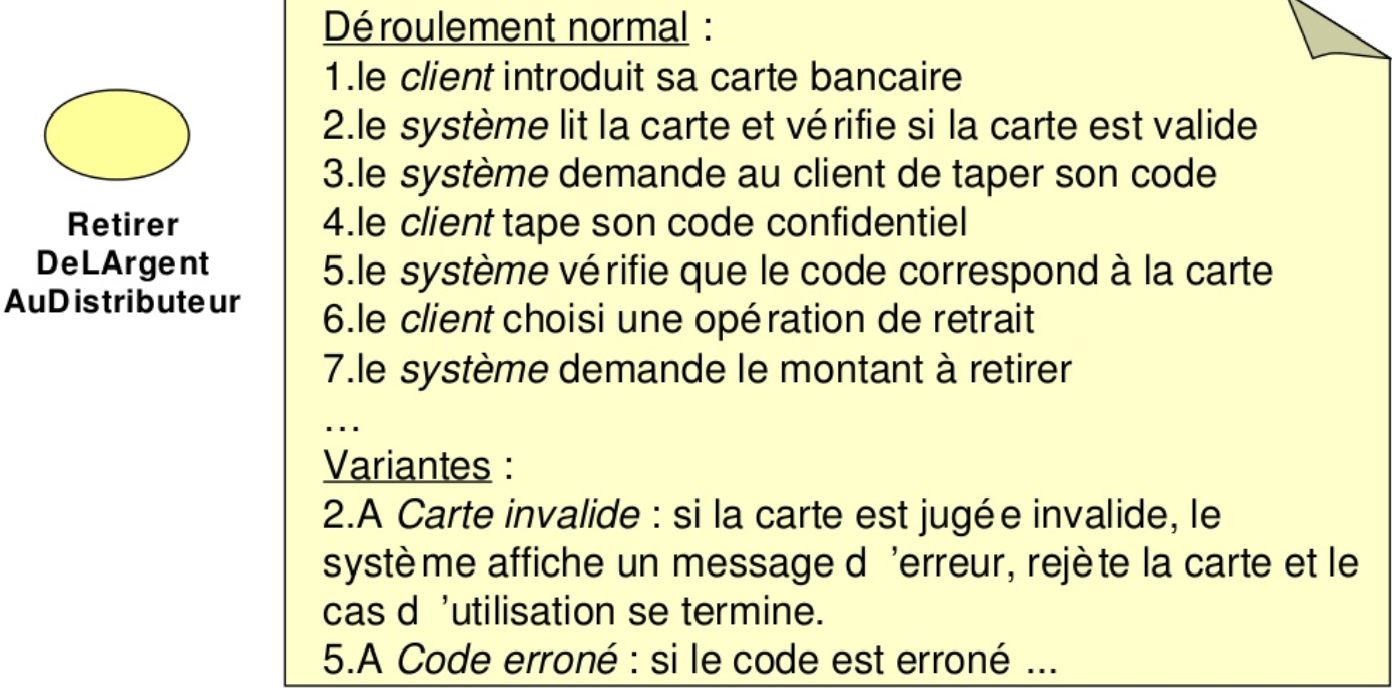 Retirer
DeLArgent
AuDistributeur
Déroulement normal :
1.le client introduit sa carte bancaire
2.le système lit la carte et vérifie si la carte est valide
3.le système demande au client de taper son code
4.le client tape son code confidentiel
5.le système vérifie que le code correspond à la carte
6.le client choisi une opération de retrait
7.le système demande le montant à retirer
…
Variantes :
2.A Carte invalide : si la carte est jugée invalide, le
système affiche un message d ’erreur, rejète la carte et le
cas d ’utilisation se termine.
5.A Code erroné : si le code est erroné ...